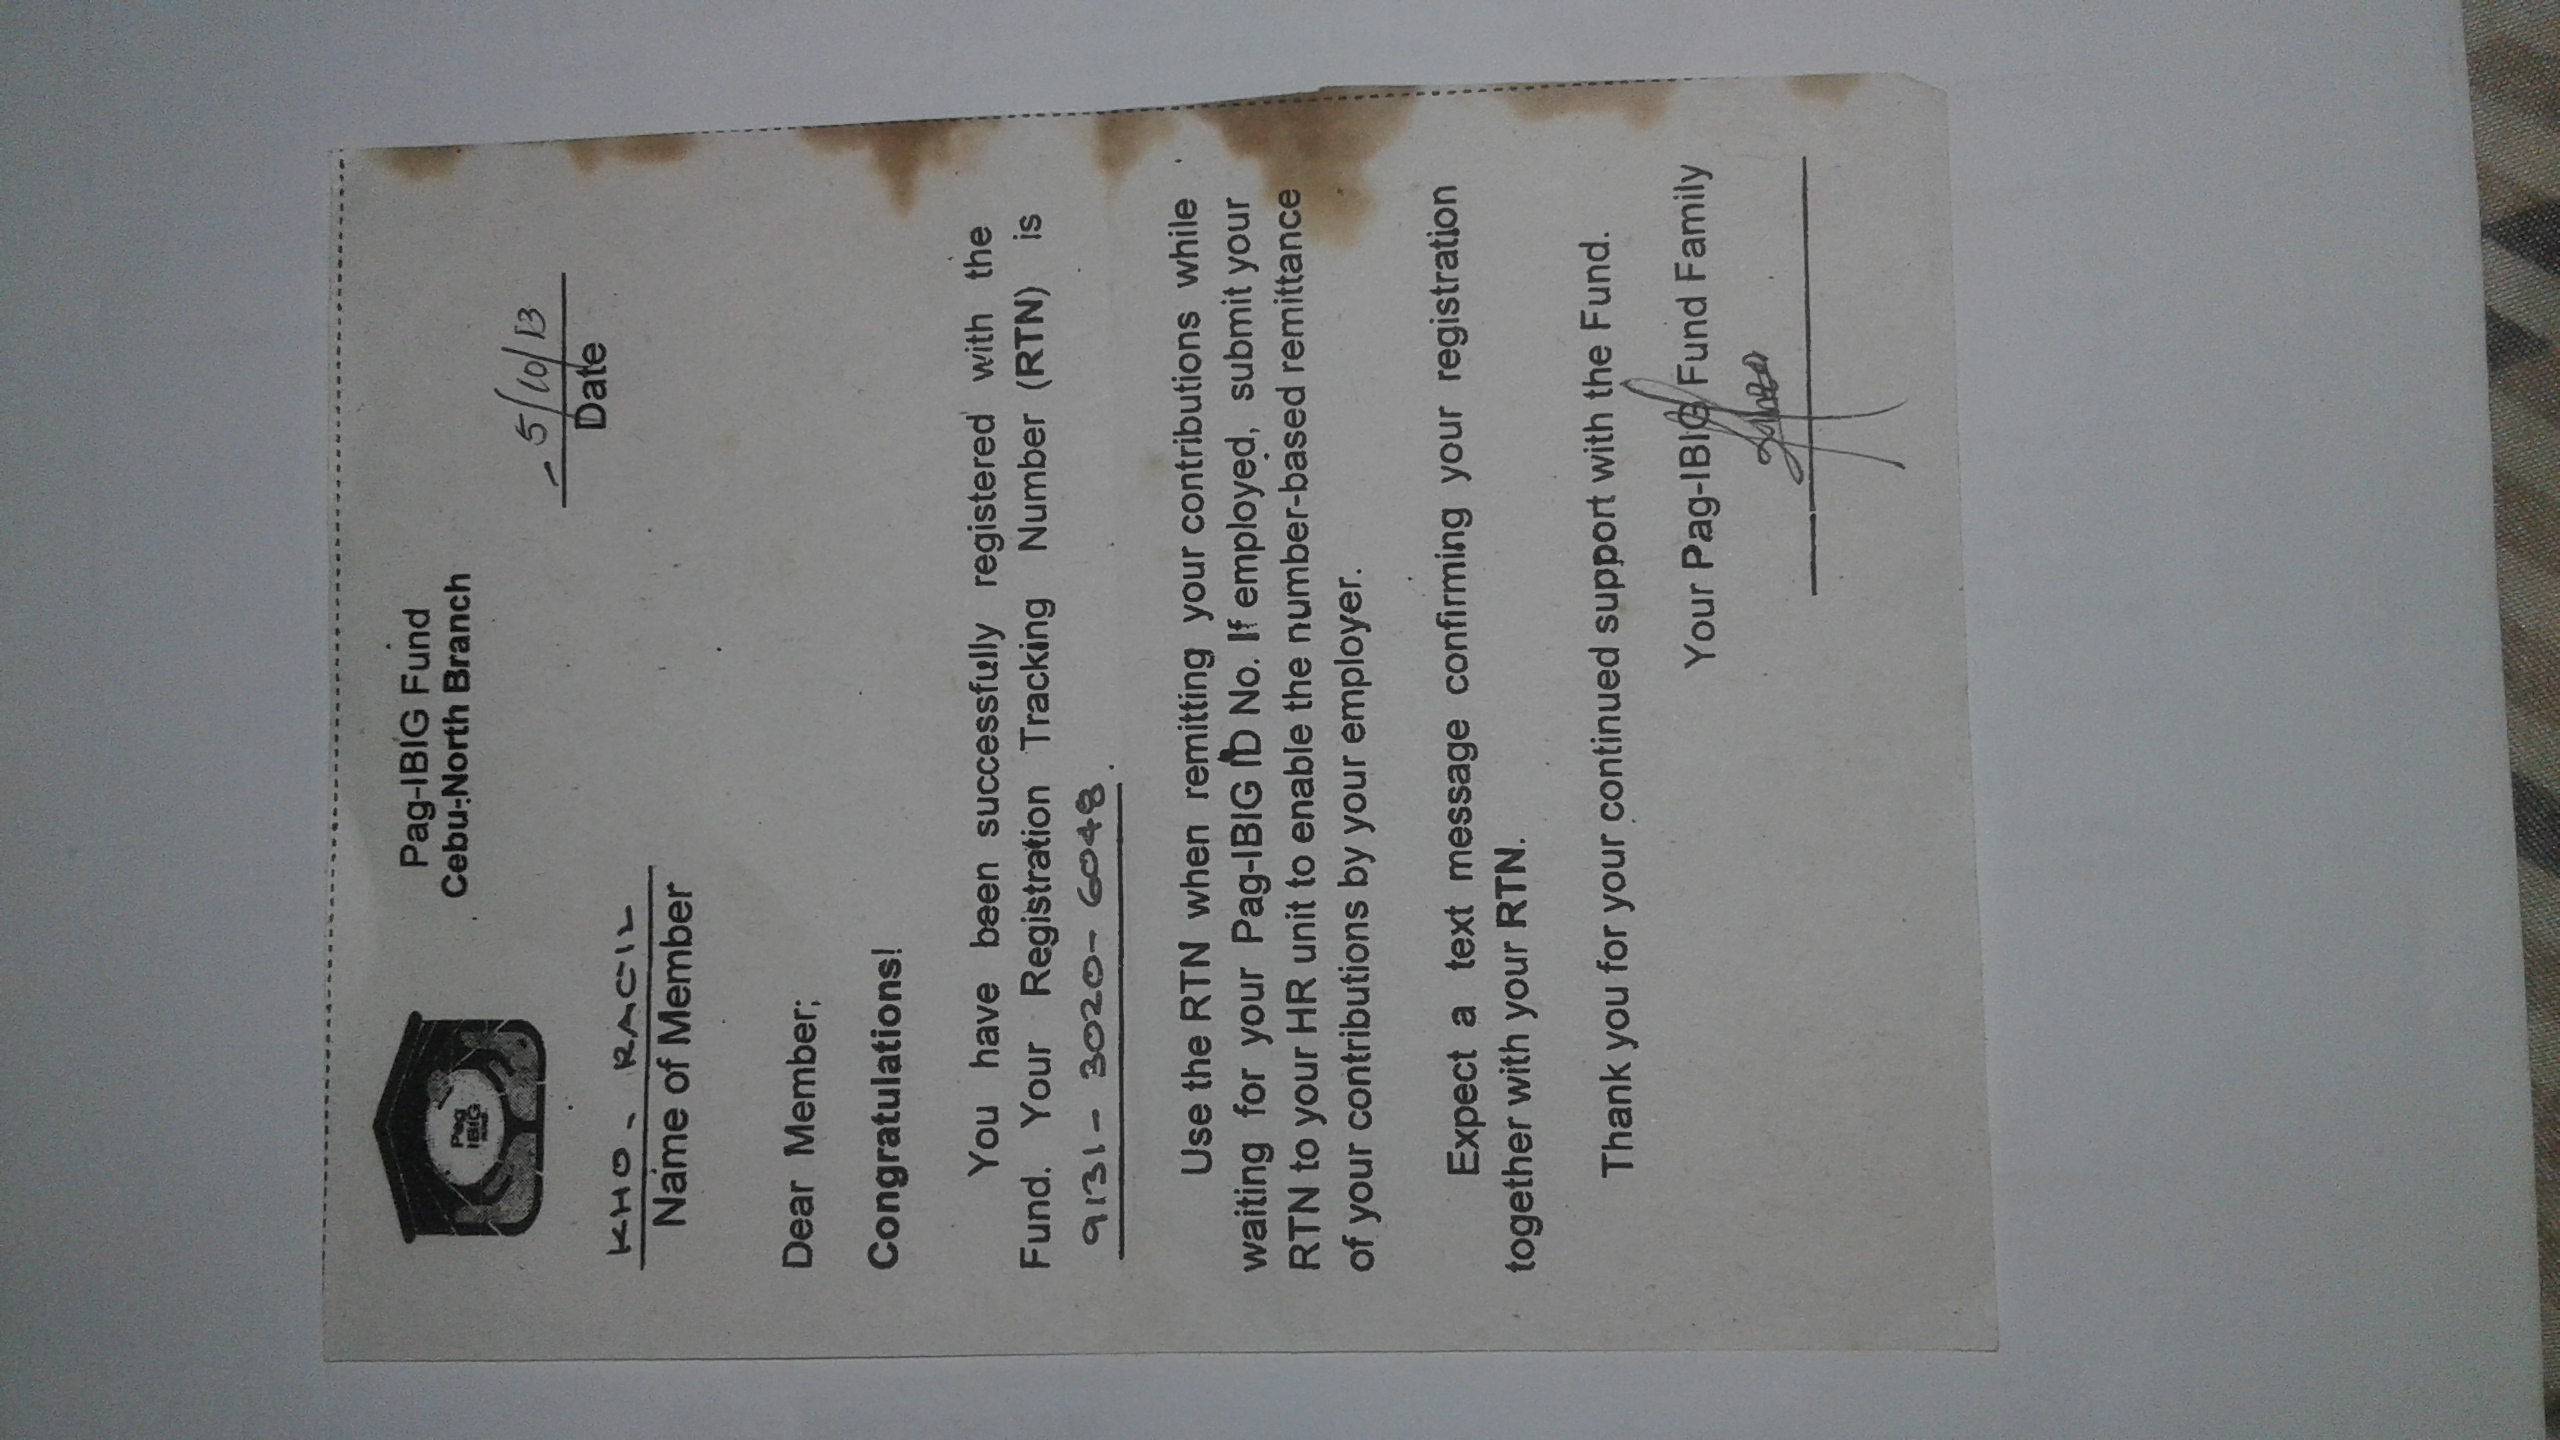 Pag-IBIG Fund
Cebu-North Branch
Pag
IBIG
5/10/13
Date
KHO, RACIL
Name of Member
Dear Member;
Congratulations!
You have been successfully registered with the
Fund. Your Registration Tracking Number (RTN) is
9131-3020-6048.
Use the RTN when remitting your contributions while
waiting for your Pag-IBIG ID No. If employed, submit your
RTN to your HR unit to enable the number-based remittance
of your contributions by your employer.
Expect a text message confirming your registration
together with your RTN.
Thank you for your continued support with the Fund.
Your Pag-IBIG Fund Family